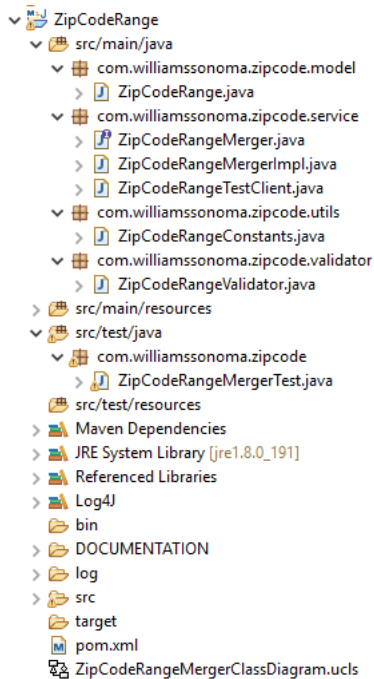 ZipCodeRange
src/main/java
com.williamssonoma.zipcode.model
ZipCodeRange.java
com.williamssonoma.zipcode.service
ZipCodeRangeMerger.java
ZipCodeRangeMergerImpl.java
ZipCodeRangeTestClient.java
com.williamssonoma.zipcode.utils
ZipCodeRangeConstants.java
com.williamssonoma.zipcode.validator
ZipCodeRangeValidator.java
src/main/resources
src/test/java
com.williamssonoma.zipcode
ZipCodeRangeMergerTest.java
src/test/resources
Maven Dependencies
JRE System Library [jre1.8.0_191]
Referenced Libraries
Log4J
bin
DOCUMENTATION
log
src
target
pom.xml
ZipCodeRangeMergerClassDiagram.ucls